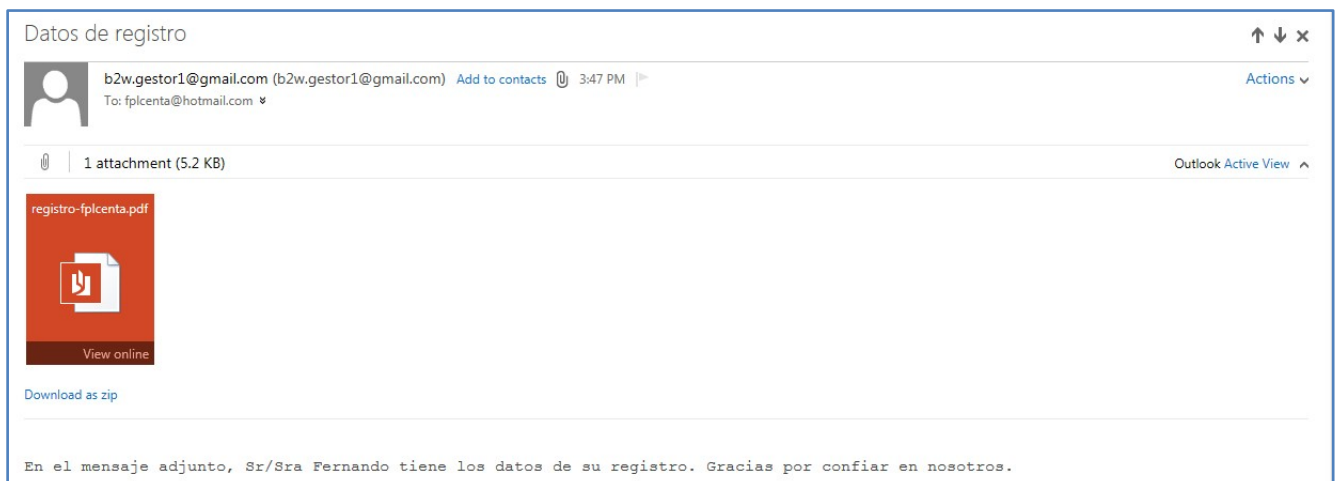 Datos de registro
b2w.gestor1@gmail.com (b2w.gestor1@gmail.com) Add to contacts 3:47 PM
Actions
To: fplcenta@hotmail.com
1 attachment (5.2 KB)
Outlook Active View
registro-fplcenta.pdf
View online
Download as zip
En el mensaje adjunto, Sr/Sra Fernando tiene los datos de su registro. Gracias por confiar en nosotros.